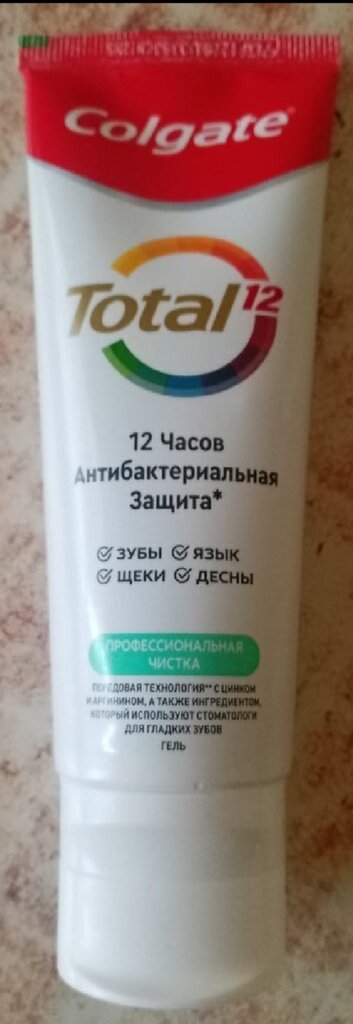 Colgate
Total 12
12 Часов
Антибактериальная
Защита*
ЗУБЫ ЯЗЫК
ЩЕКИ ДЕСНЫ
ПРОФЕССИОНАЛЬНАЯ
ЧИСТКА
ПЕРЕДОВАЯ ТЕХНОЛОГИЯ** С ЦИНКОМ
И АРГИНИНОМ, А ТАКЖЕ ИНГРЕДИЕНТОМ,
КОТОРЫЙ ИСПОЛЬЗУЮТ СТОМАТОЛОГИ
ДЛЯ ГЛАДКИХ ЗУБОВ
ГЕЛЬ